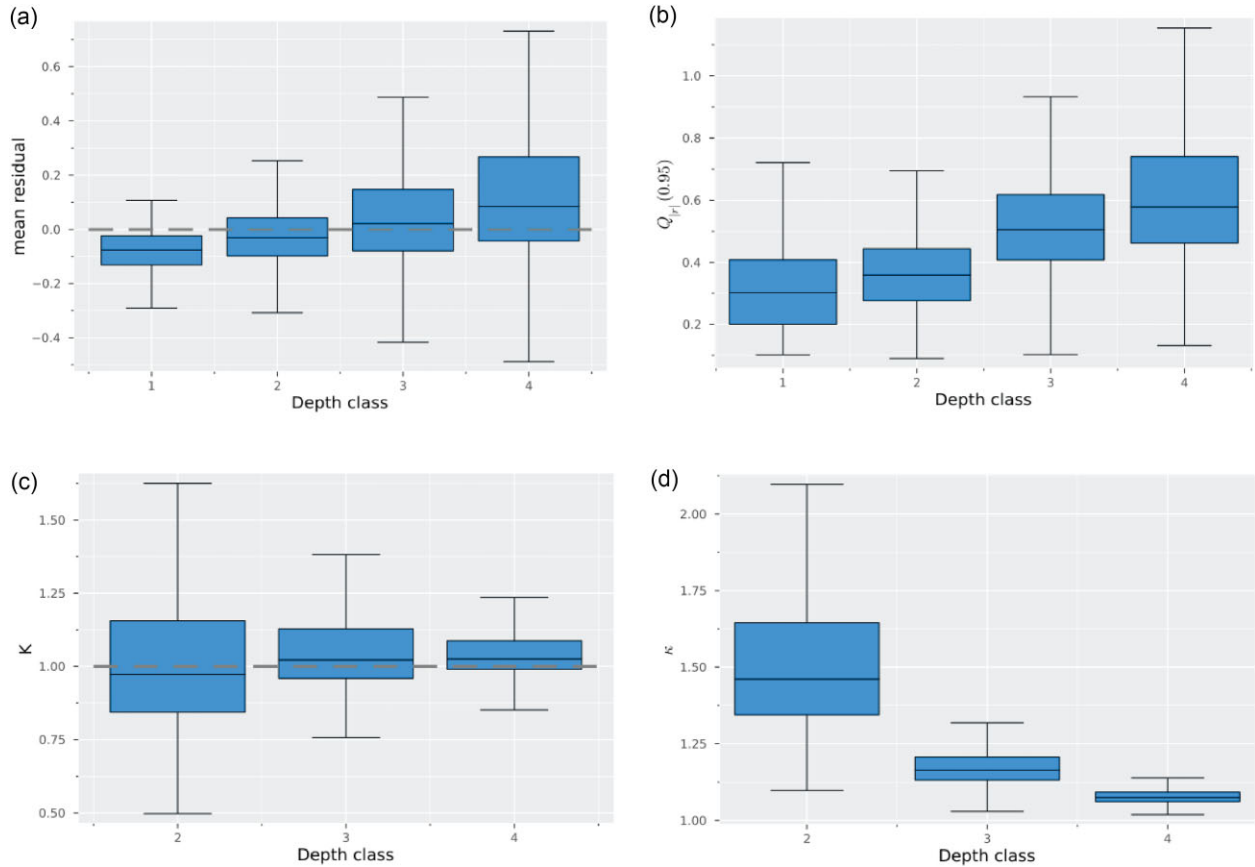 (a)
mean residual
0.6
0.4
0.2
0.0
−0.2
−0.4
1 2 3 4
Depth class
(b)
Q|r|(0.95)
1.0
0.8
0.6
0.4
0.2
1 2 3 4
Depth class
(c)
K
1.50
1.25
1.00
0.75
0.50
2 3 4
Depth class
(d)
κ
2.00
1.75
1.50
1.25
1.00
2 3 4
Depth class